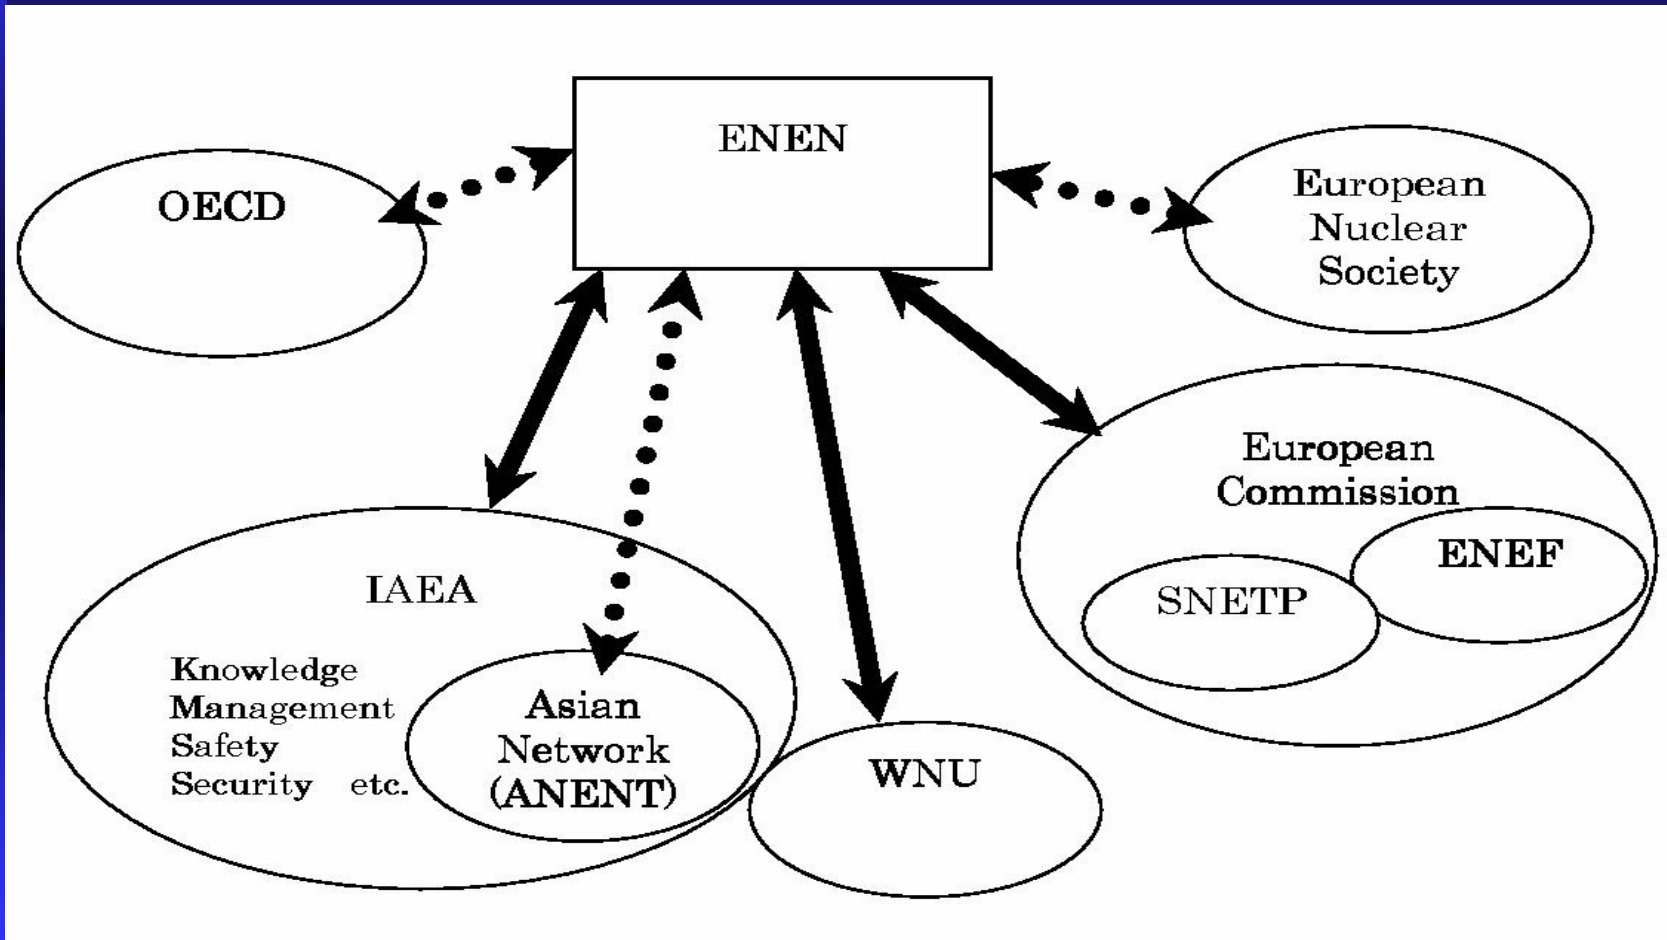 ENEN
OECD
European
Nuclear
Society
European
Commission
ENEF
SNETP
IAEA
Knowledge
Management
Safety
Security etc.
Asian
Network
(ANENT)
WNU